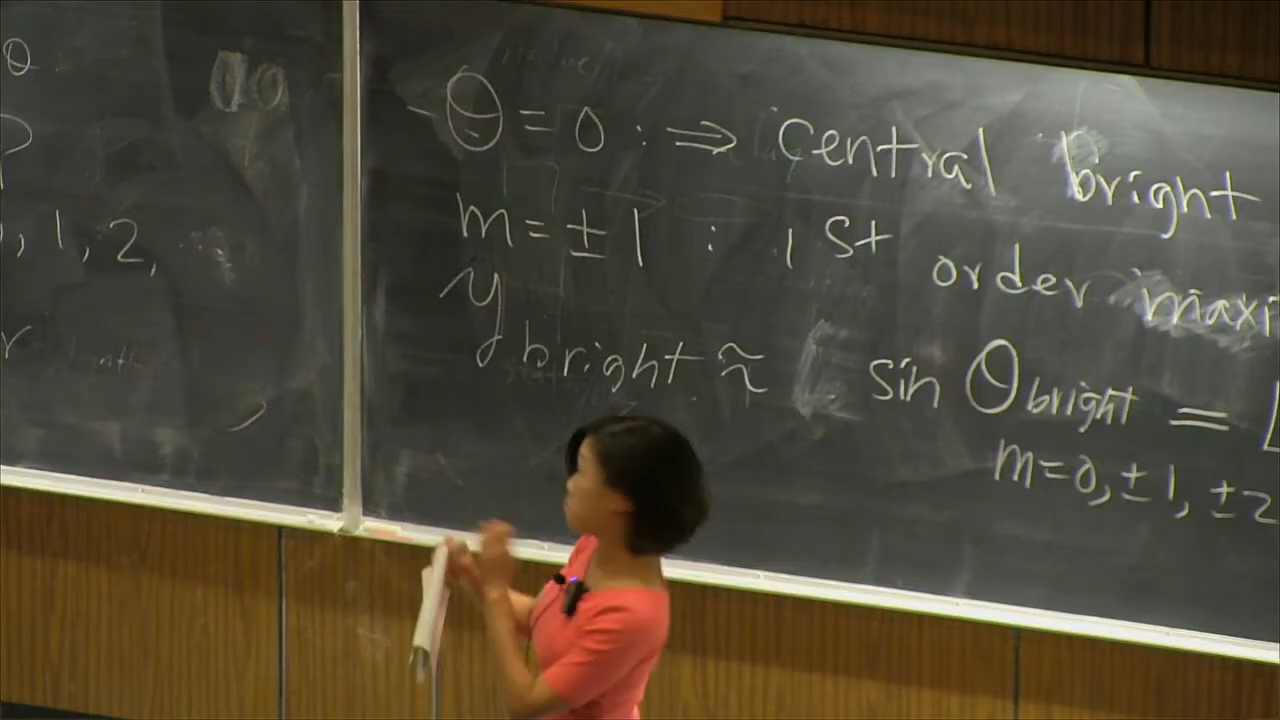 θ
, 1, 2,
r
θ = 0 : ⇒ central bright
m = ± 1 : 1st order maxi
y bright ≈ sin θ bright = [
m=0, ±1, ±2